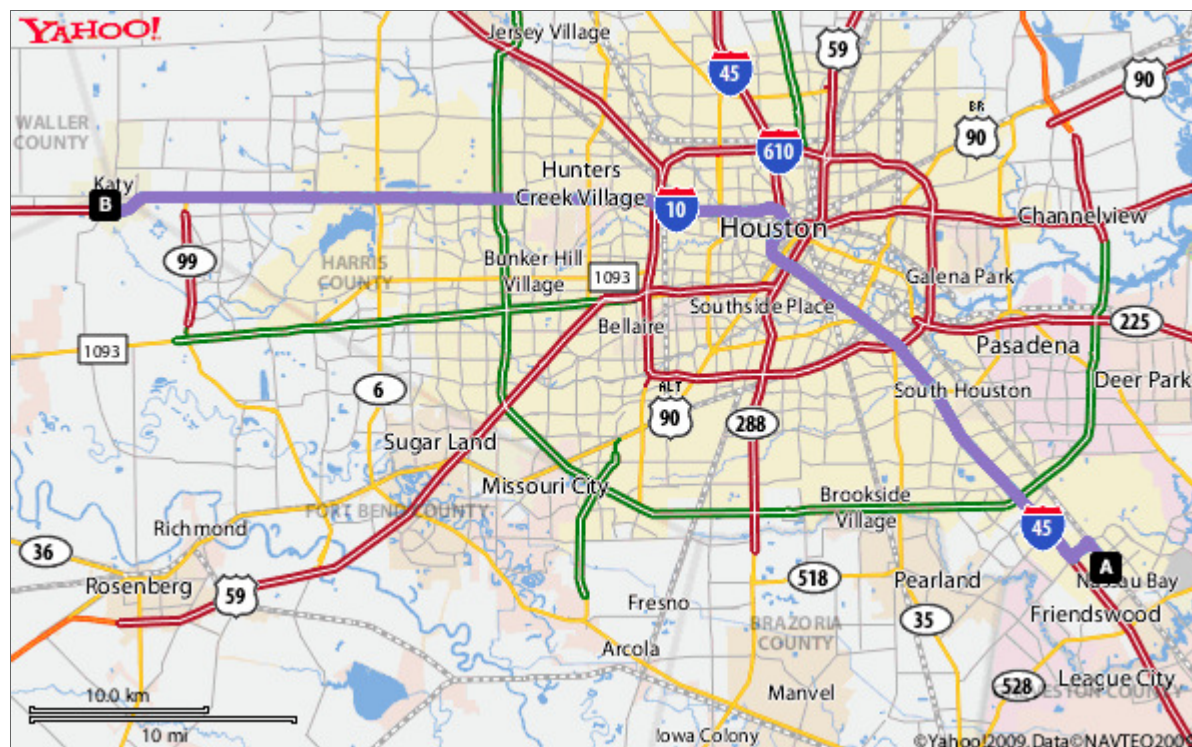 YAHOO!
Jersey Village
59
45
90
WALLER
COUNTY
BR
90
610
Hunters
Creek Village
Katy
B
10
Houston
Channelview
99
HARRIS
COUNTY
Bunker Hill
Village
1093
Galena Park
Southside Place
Bellaire
225
1093
Pasadena
6
ALT
90
South Houston
Deer Park
288
Sugar Land
Missouri City
Brookside
Village
FORT BEND COUNTY
45
Richmond
36
A
Rosenberg
59
518
Pearland
Nassau Bay
Fresno
Friendswood
BRAZORIA
COUNTY
35
Arcola
528
League City
10.0 km
Manvel
10 mi
Iowa Colony
©Yahoo!2009, Data©NAVTEQ2009